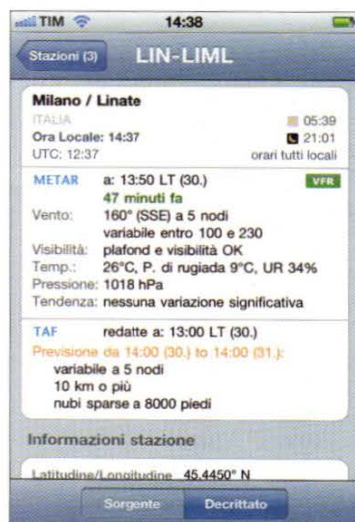 TIM 14:38
Stazioni (3) LIN-LIML
Milano / Linate
ITALIA 05:39
Ora Locale: 14:37 21:01
UTC: 12:37 orari tutti locali
METAR a: 13:50 LT (30.) VFR
47 minuti fa
Vento: 160° (SSE) a 5 nodi
variabile entro 100 e 230
Visibilità: plafond e visibilità OK
Temp.: 26°C, P. di rugiada 9°C, UR 34%
Pressione: 1018 hPa
Tendenza: nessuna variazione significativa
TAF redatte a: 13:00 LT (30.)
Previsione da 14:00 (30.) to 14:00 (31.):
variabile a 5 nodi
10 km o più
nubi sparse a 8000 piedi
Informazioni stazione
Latitudine/Longitudine 45.4450° N
Sorgente Decrittato